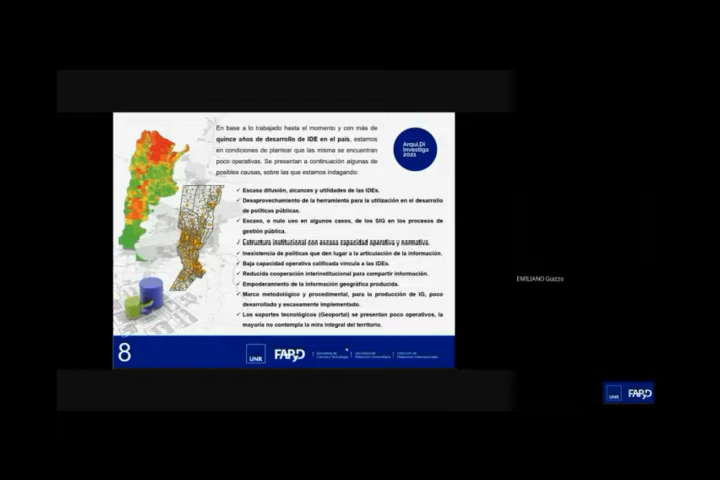 En base a lo trabajado hasta el momento y con más de
quince años de desarrollo de IDE en el país, estamos
en condiciones de plantear que las misma se encuentran
poco operativas. Se presentan a continuación algunas de
posibles causas, sobre las que estamos indagando:
Arqui.Di
Investiga
2021
✓ Escasa difusión, alcances y utilidades de las IDEs.
✓ Desaprovechamiento de la herramienta para la utilización en el desarrollo
de políticas públicas.
✓ Escaso, o nulo uso en algunos casos, de los SIG en los procesos de
gestión pública.
✓ Estructura institucional con escasa capacidad operativa y normativa.
✓ Inexistencia de políticas que den lugar a la articulación de la información.
✓ Baja capacidad operativa calificada vincula a las IDEs.
✓ Reducida cooperación interinstitucional para compartir información.
✓ Empoderamiento de la información geográfica producida.
✓ Marco metodológico y procedimental, para la producción de IG, poco
desarrollado y escasamente implementado.
✓ Los soportes tecnológicos (Geoportal) se presentan poco operativos, la
mayoría no contempla la mira integral del territorio.
EMILIANO Guizzo
8
UNR
FAPyD
UNR
FAPyD